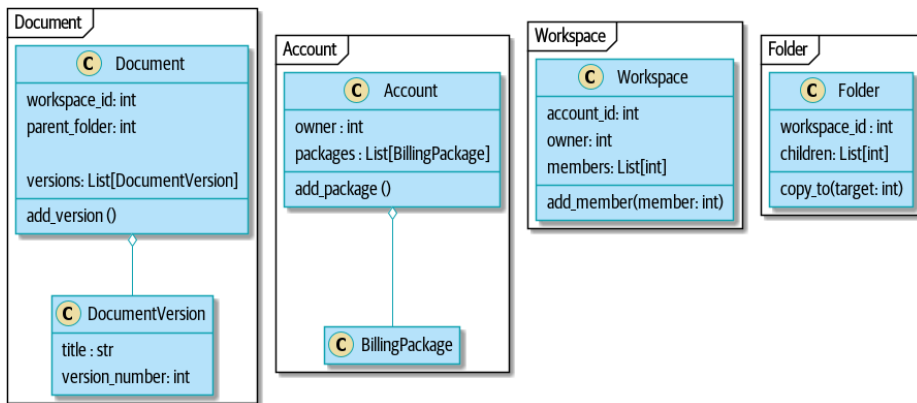 Document
C Document
workspace_id: int
parent_folder: int
versions: List[DocumentVersion]
add_version ()
C DocumentVersion
title : str
version_number: int
Account
C Account
owner : int
packages : List[BillingPackage]
add_package ()
C BillingPackage
Workspace
C Workspace
account_id: int
owner: int
members: List[int]
add_member(member: int)
Folder
C Folder
workspace_id : int
children: List[int]
copy_to(target: int)